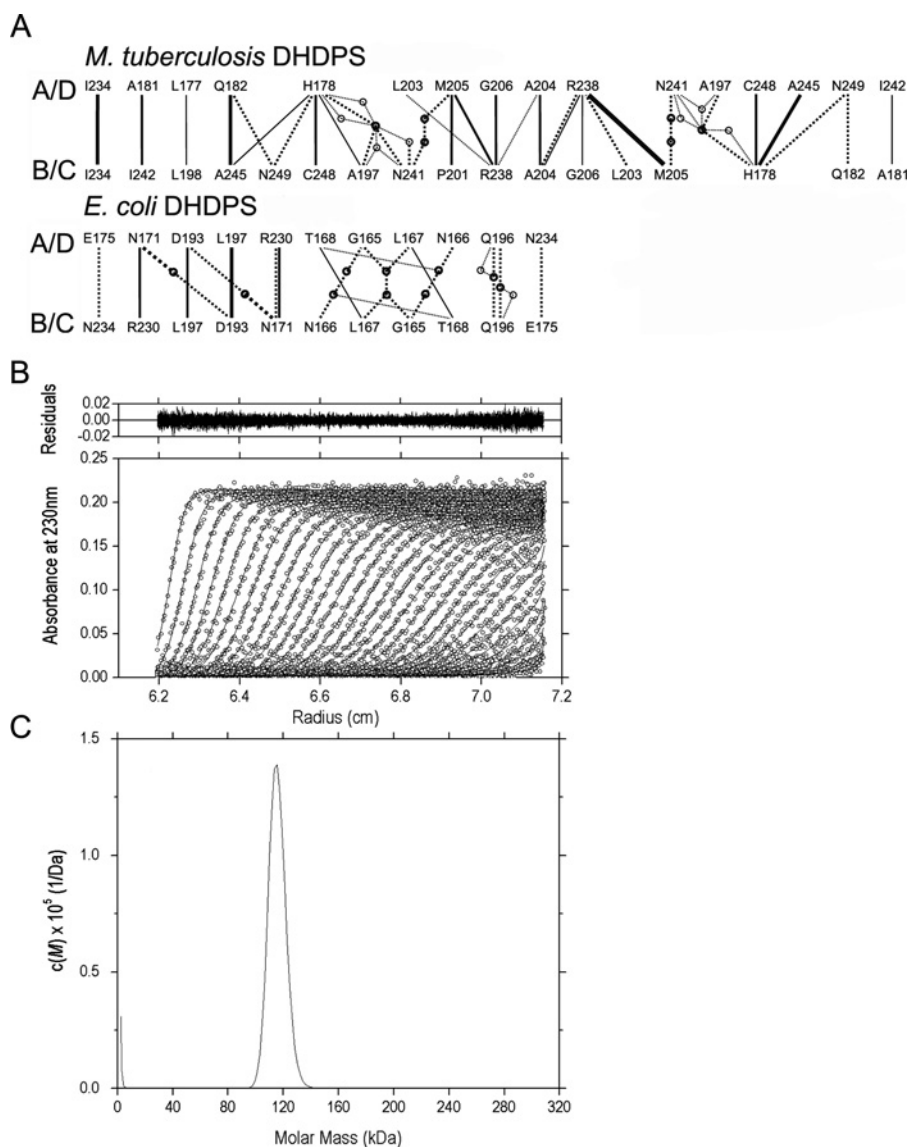 A
M. tuberculosis DHDPS
A/D I234 A181 L177 Q182 H178 L203 M205 G206 A204 R238 N241 A197 C248 A245 N249 I242
B/C I234 I242 L198 A245 N249 C248 A197 N241 P201 R238 A204 G206 L203 M205 H178 Q182 A181
E. coli DHDPS
A/D E175 N171 D193 L197 R230 T168 G165 L167 N166 Q196 N234
B/C N234 R230 L197 D193 N171 N166 L167 G165 T168 Q196 E175
B
Residuals
0.02
0.00
-0.02
Absorbance at 230nm
0.25
0.20
0.15
0.10
0.05
0.00
6.2 6.4 6.6 6.8 7.0 7.2
Radius (cm)
C
c(M) x 10⁵ (1/Da)
1.5
1.0
0.5
0.0
0 40 80 120 160 200 240 280 320
Molar Mass (kDa)